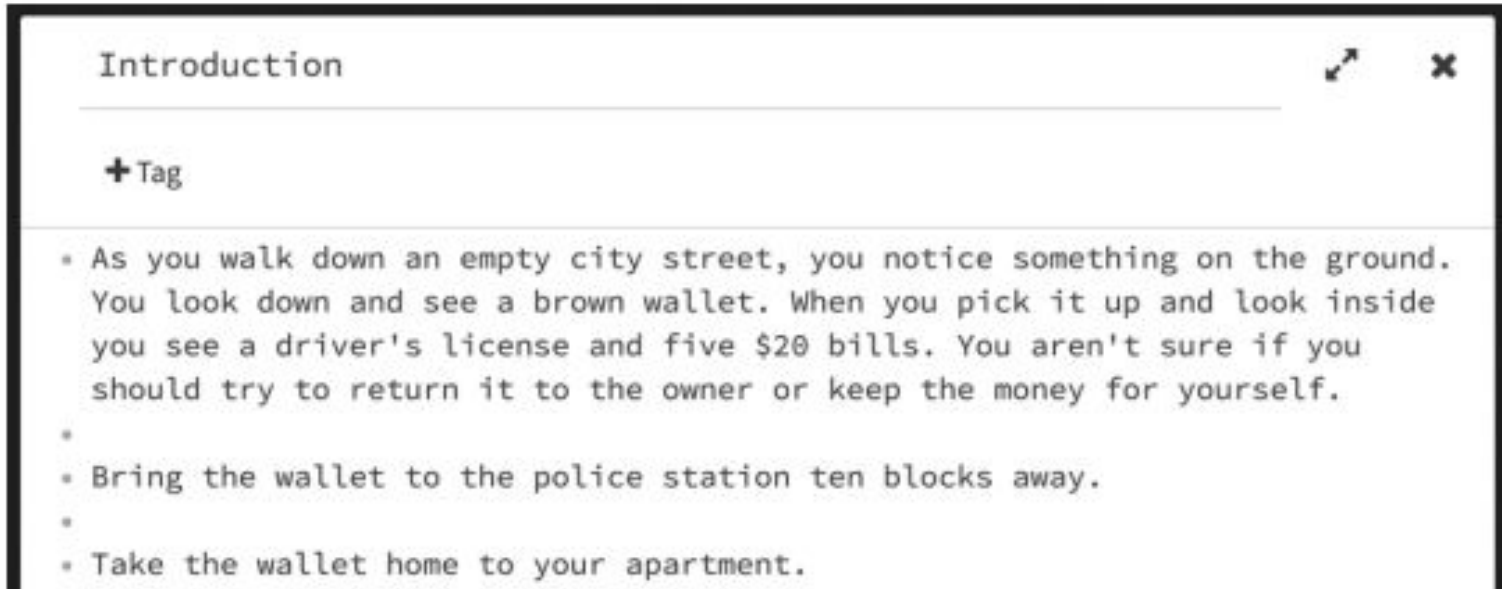 Introduction
+Tag
As you walk down an empty city street, you notice something on the ground.
You look down and see a brown wallet. When you pick it up and look inside
you see a driver's license and five $20 bills. You aren't sure if you
should try to return it to the owner or keep the money for yourself.
Bring the wallet to the police station ten blocks away.
Take the wallet home to your apartment.